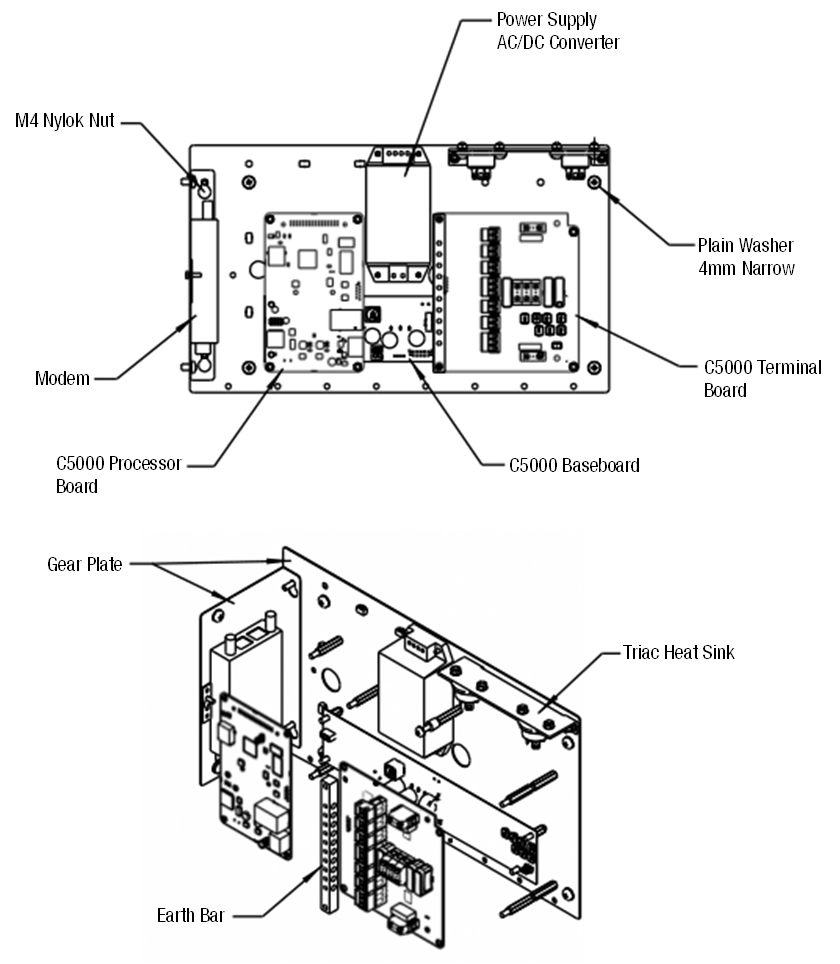 Power Supply
AC/DC Converter
M4 Nylok Nut
Plain Washer
4mm Narrow
Modem
C5000 Terminal
Board
C5000 Processor
Board
C5000 Baseboard
Gear Plate
Triac Heat Sink
Earth Bar